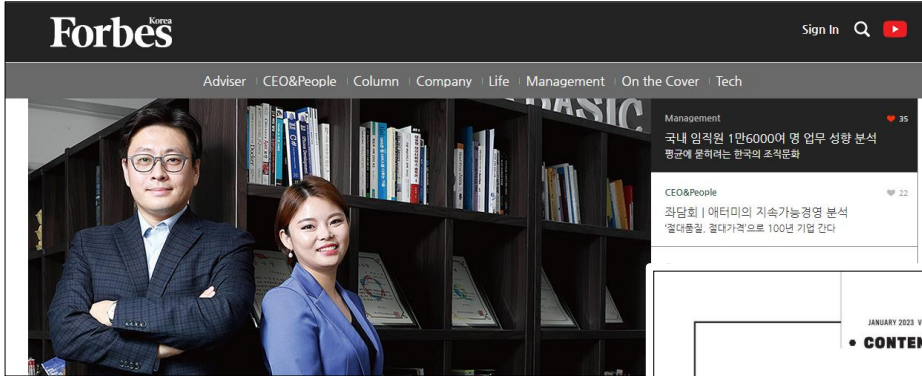 Forbes
Korea
Sign In
Adviser
CEO&People
Column
Company
Life
Management
On the Cover
Tech
BASIC
Management
35
국내 임직원 1만6000여 명 업무 성향 분석
평균에 묻히려는 한국의 조직문화
CEO&People
22
좌담회 | 애터미의 지속가능경영 분석
'절대품질, 절대가격'으로 100년 기업 간다
JANUARY 2023 V
• CONTEN